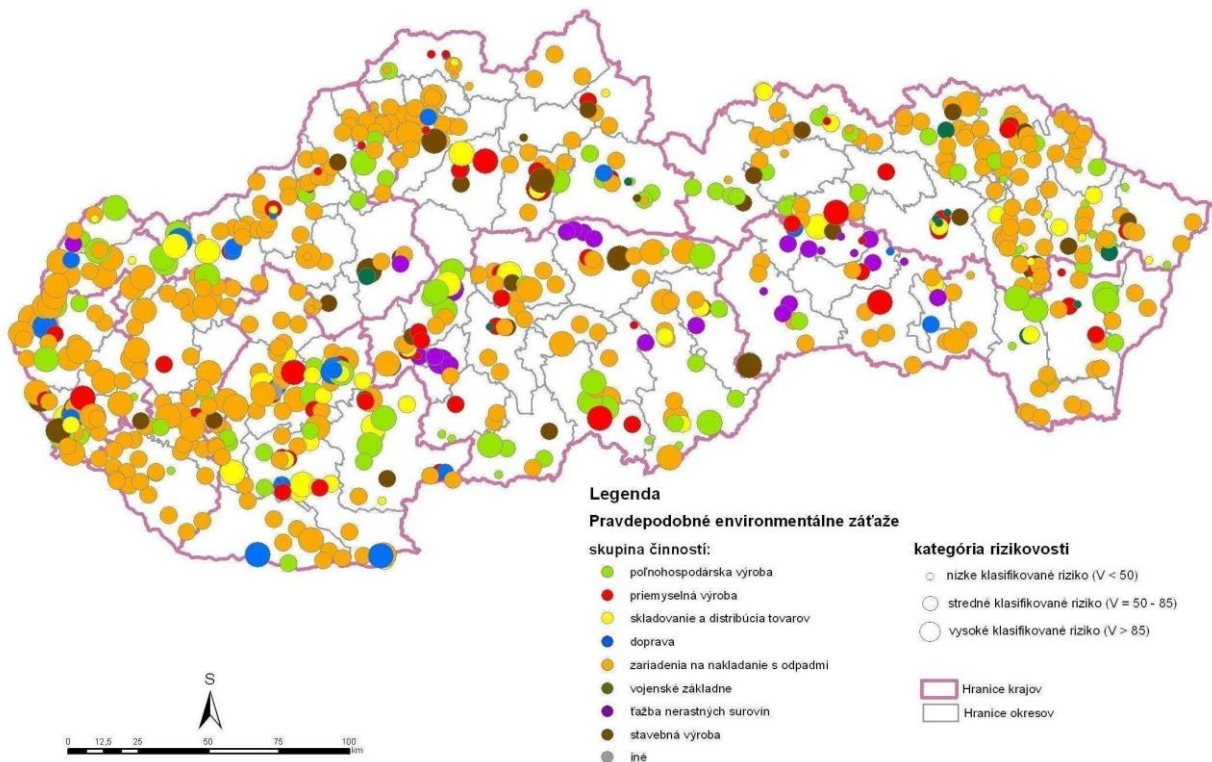 Legenda
Pravdepodobné environmentálne záťaže
skupina činností:
poľnohospodárska výroba
priemyselná výroba
skladovanie a distribúcia tovarov
doprava
zariadenia na nakladanie s odpadmi
vojenské základne
ťažba nerastných surovín
stavebná výroba
iné
kategória rizikovosti
nízke klasifikované riziko (V < 50)
stredné klasifikované riziko (V = 50 - 85)
vysoké klasifikované riziko (V > 85)
Hranice krajov
Hranice okresov
S
0 12,5 25 50 75 100
km